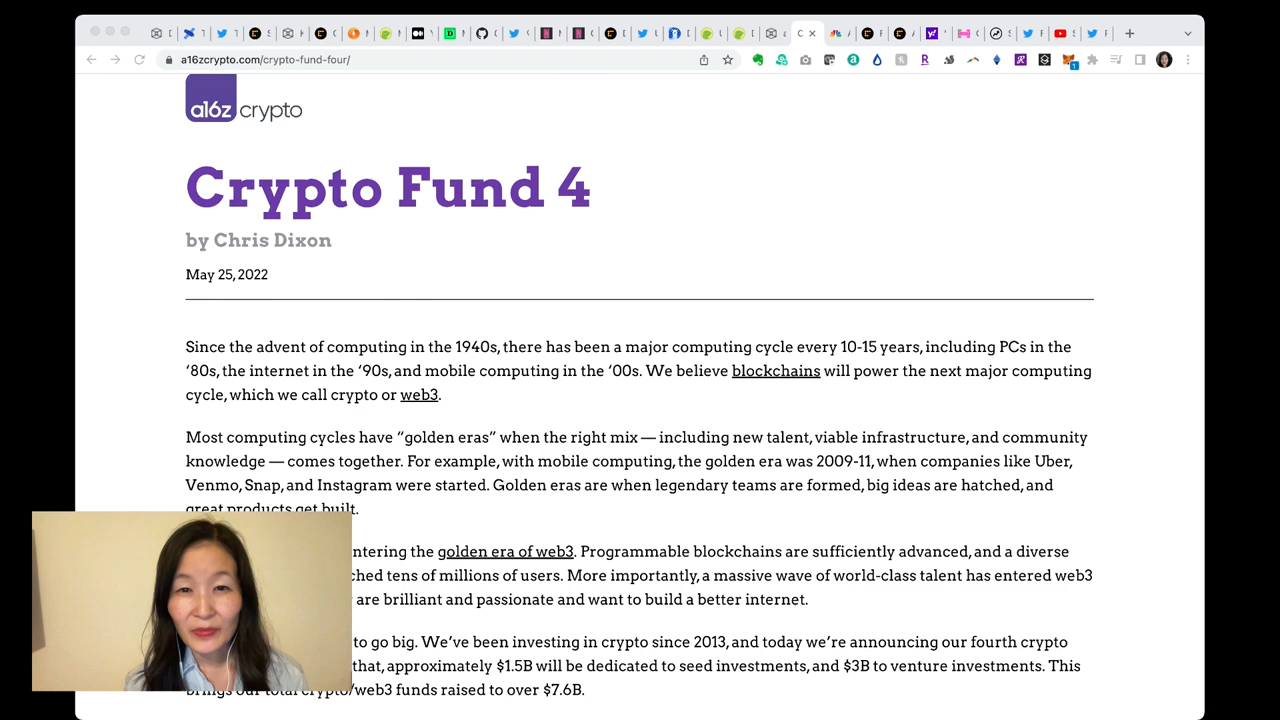 a16zcrypto.com/crypto-fund-four/
a16z crypto
Crypto Fund 4
by Chris Dixon
May 25, 2022
Since the advent of computing in the 1940s, there has been a major computing cycle every 10-15 years, including PCs in the
‘80s, the internet in the ‘90s, and mobile computing in the ‘00s. We believe blockchains will power the next major computing
cycle, which we call crypto or web3.
Most computing cycles have “golden eras” when the right mix — including new talent, viable infrastructure, and community
knowledge — comes together. For example, with mobile computing, the golden era was 2009-11, when companies like Uber,
Venmo, Snap, and Instagram were started. Golden eras are when legendary teams are formed, big ideas are hatched, and
great products get built.
ntering the golden era of web3. Programmable blockchains are sufficiently advanced, and a diverse
ched tens of millions of users. More importantly, a massive wave of world-class talent has entered web3
are brilliant and passionate and want to build a better internet.
to go big. We’ve been investing in crypto since 2013, and today we’re announcing our fourth crypto
that, approximately $1.5B will be dedicated to seed investments, and $3B to venture investments. This
brings our total crypto/web3 funds raised to over $7.6B.